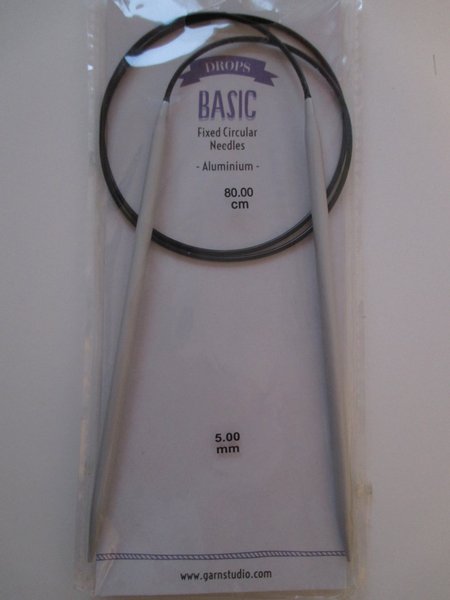 DROPS
BASIC
Fixed Circular
Needles
- Aluminium -
80.00
cm
5.00
mm
www.garnstudio.com